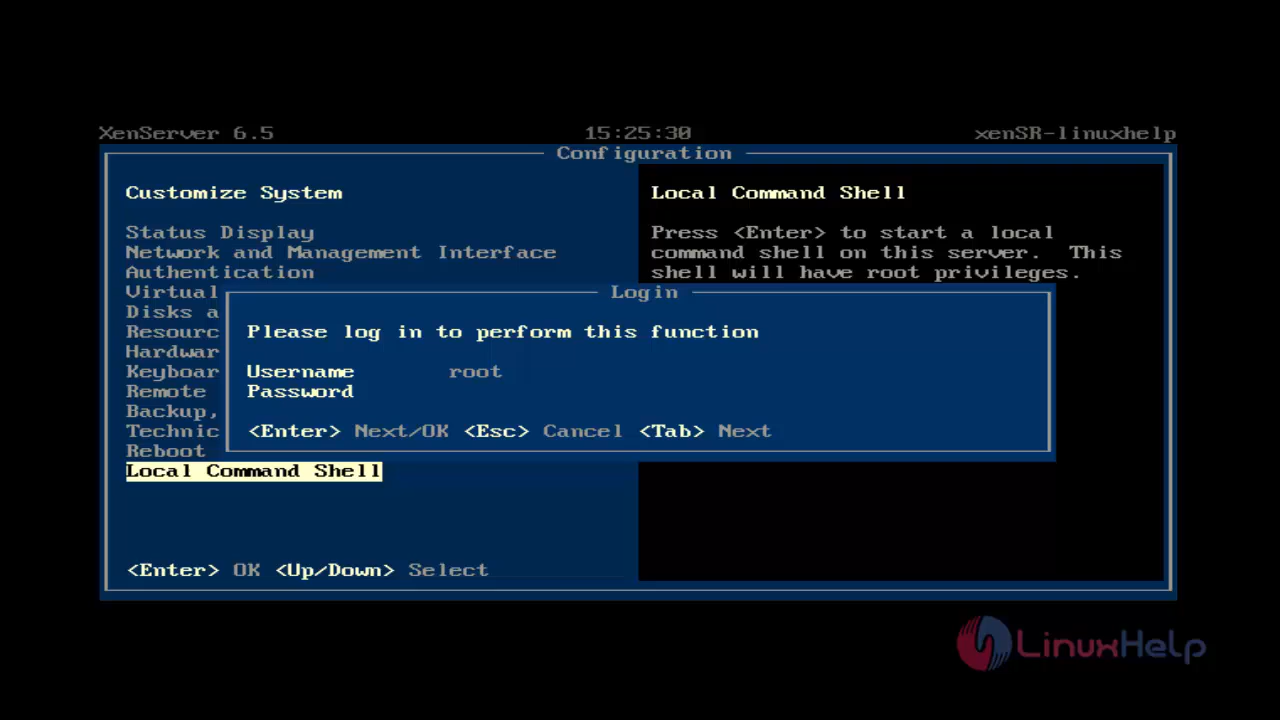 XenServer 6.5 15:25:30 xenSR-linuxhelp
Configuration
Customize System
Status Display
Network and Management Interface
Authentication
Virtual
Disks a
Resourc
Hardwar
Keyboar
Remote
Backup,
Technic
Reboot
Local Command Shell
<Enter> OK <Up/Down> Select
Local Command Shell
Press <Enter> to start a local
command shell on this server. This
shell will have root privileges.
Login
Please log in to perform this function
Username root
Password
<Enter> Next/OK <Esc> Cancel <Tab> Next
LinuxHelp